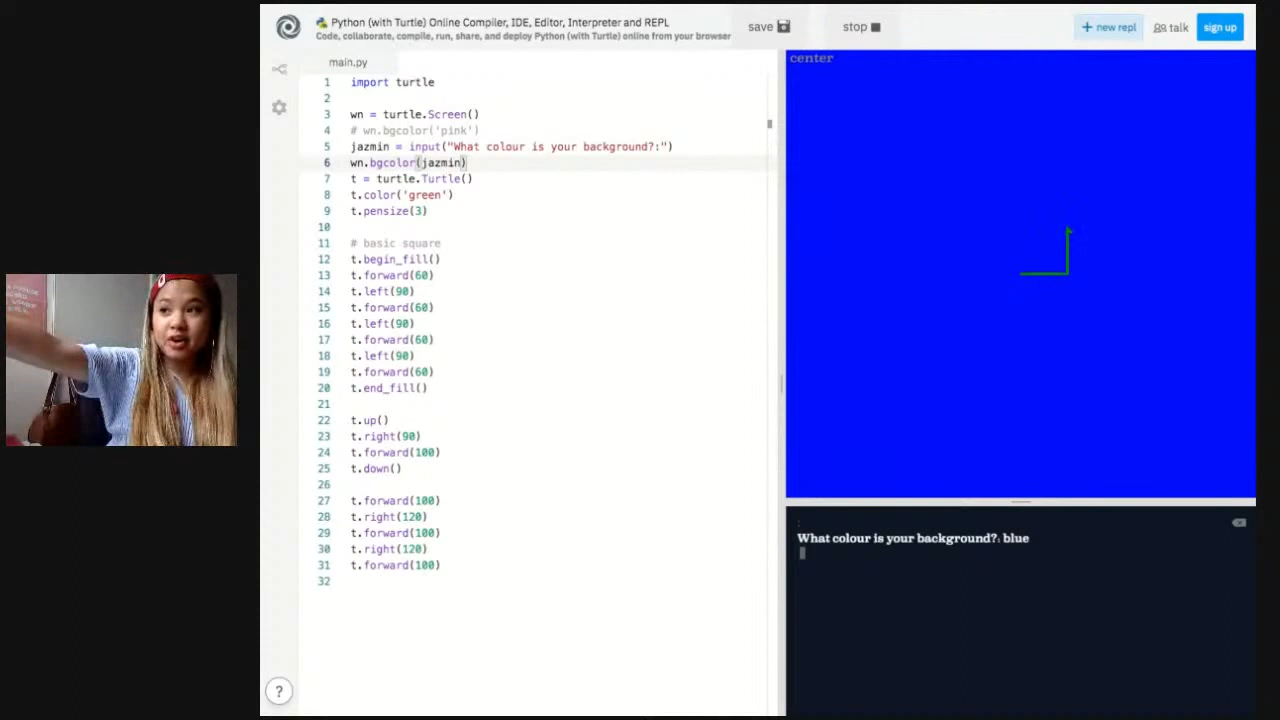 Python (with Turtle) Online Compiler, IDE, Editor, Interpreter and REPL
Code, collaborate, compile, run, share, and deploy Python (with Turtle) online from your browser
save
stop
+ new repl
talk
sign up
main.py
1 import turtle
2
3 wn = turtle.Screen()
4 # wn.bgcolor('pink')
5 jazmin = input("What colour is your background?:")
6 wn.bgcolor(jazmin)
7 t = turtle.Turtle()
8 t.color('green')
9 t.pensize(3)
10
11 # basic square
12 t.begin_fill()
13 t.forward(60)
14 t.left(90)
15 t.forward(60)
16 t.left(90)
17 t.forward(60)
18 t.left(90)
19 t.forward(60)
20 t.end_fill()
21
22 t.up()
23 t.right(90)
24 t.forward(100)
25 t.down()
26
27 t.forward(100)
28 t.right(120)
29 t.forward(100)
30 t.right(120)
31 t.forward(100)
32
?
center
:
What colour is your background?: blue